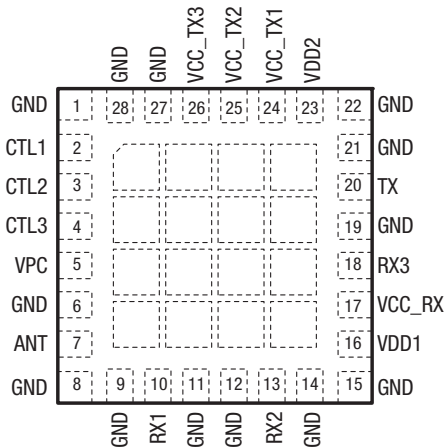 GND GND VCC_TX3 VCC_TX2 VCC_TX1 VDD2
GND 1 28 27 26 25 24 23 22 GND
CTL1 2 21 GND
CTL2 3 20 TX
CTL3 4 19 GND
VPC 5 18 RX3
GND 6 17 VCC_RX
ANT 7 16 VDD1
GND 8 9 10 11 12 13 14 15 GND
GND RX1 GND GND RX2 GND